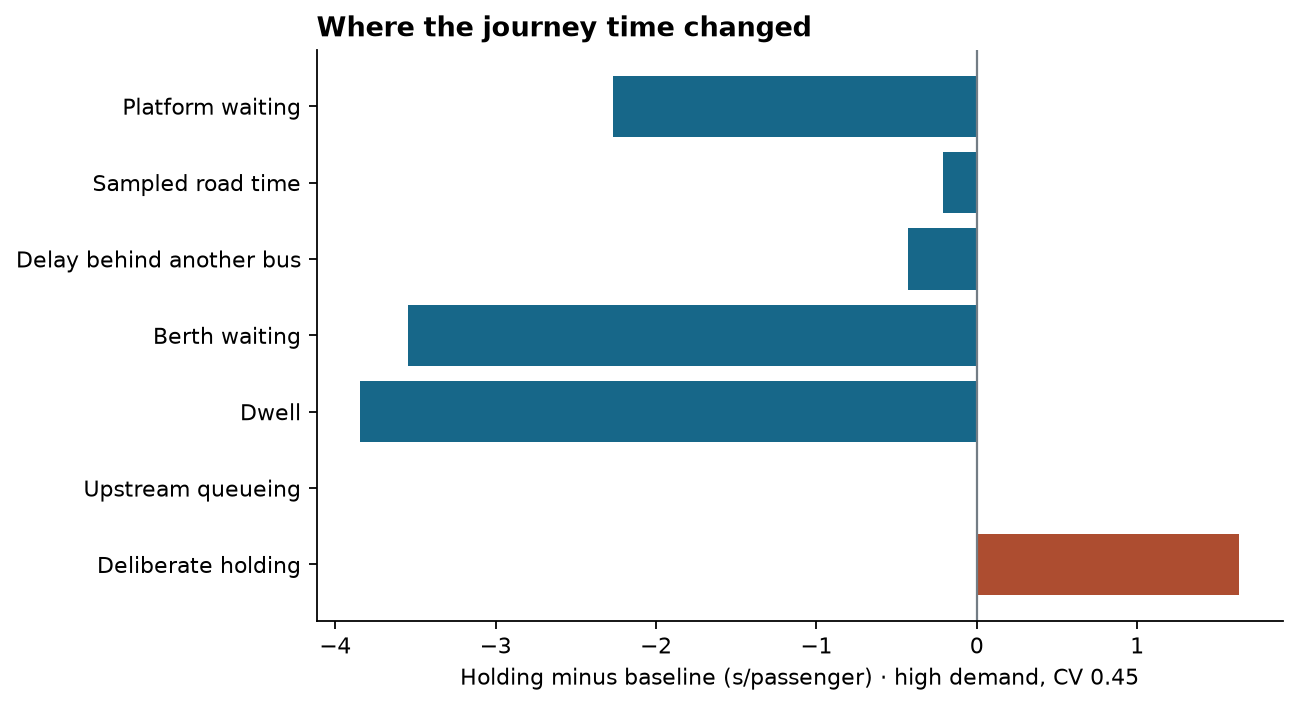 Where the journey time changed
Platform waiting
Sampled road time
Delay behind another bus
Berth waiting
Dwell
Upstream queueing
Deliberate holding
−4 −3 −2 −1 0 1
Holding minus baseline (s/passenger) · high demand, CV 0.45